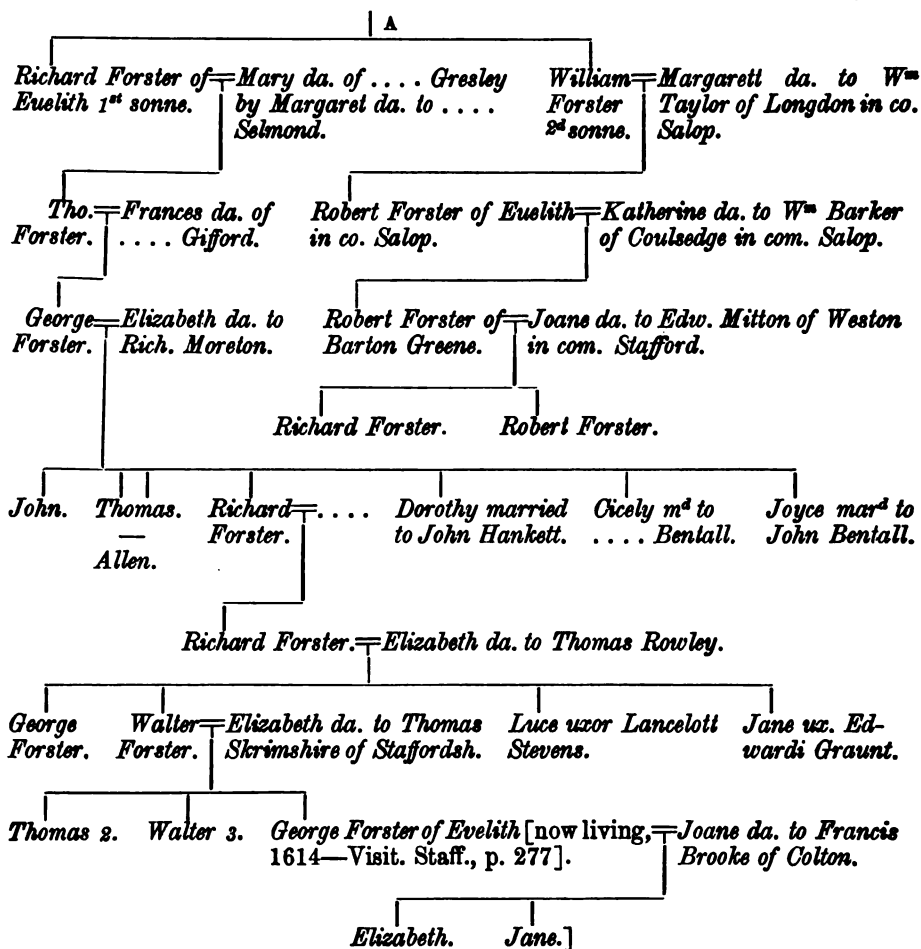 A
Richard Forster of Mary da. of .... Gresley William Margarett da. to Wᵐ
Euelith 1ˢᵗ sonne. by Margaret da. to .... Forster Taylor of Longdon in co.
Selmond. 2ᵈ sonne. Salop.
Tho. Frances da. of Robert Forster of Euelith Katherine da. to Wᵐ Barker
Forster. .... Gifford. in co. Salop. of Coulsedge in com. Salop.
George Elizabeth da. to Robert Forster of Joane da. to Edw. Mitton of Weston
Forster. Rich. Moreton. Barton Greene. in com. Stafford.
Richard Forster. Robert Forster.
John. Thomas. Richard .... Dorothy married Cicely mᵈ to Joyce marᵈ to
— Forster. to John Hankett. .... Bentall. John Bentall.
Allen.
Richard Forster. Elizabeth da. to Thomas Rowley.
George Walter Elizabeth da. to Thomas Luce uxor Lancelott Jane ux. Ed-
Forster. Forster. Skrimshire of Staffordsh. Stevens. wardi Graunt.
Thomas 2. Walter 3. George Forster of Evelith [now living, Joane da. to Francis
1614—Visit. Staff., p. 277]. Brooke of Colton.
Elizabeth. Jane.]